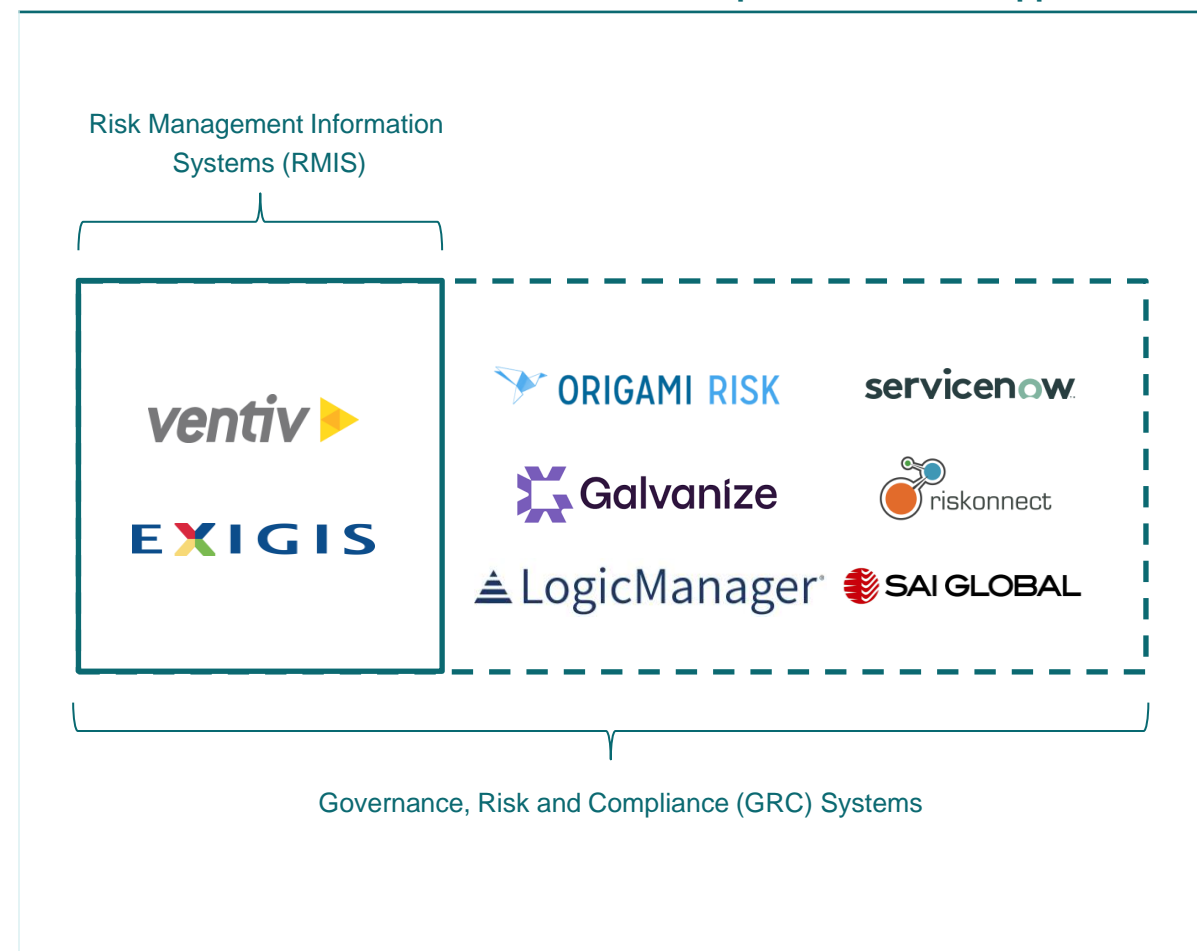 Risk Management Information
Systems (RMIS)
ventiv
EXIGIS
ORIGAMI RISK
servicenow
Galvanize
riskonnect
LogicManager
SAI GLOBAL
Governance, Risk and Compliance (GRC) Systems